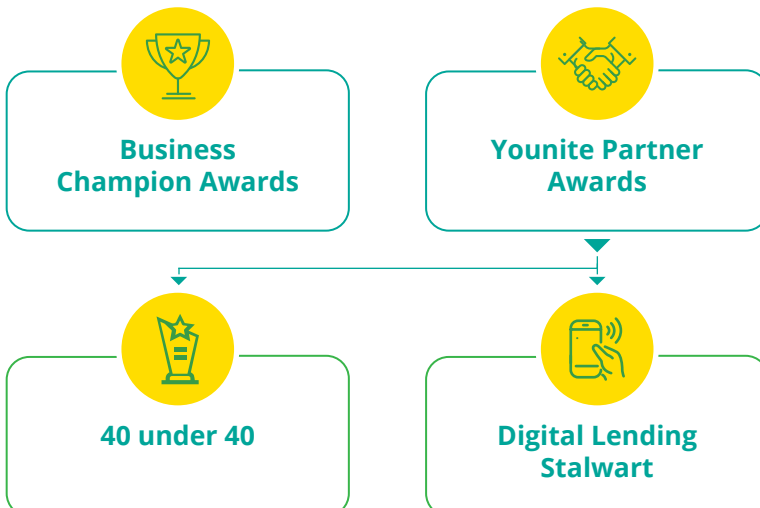 Business
Champion Awards
Younite Partner
Awards
40 under 40
Digital Lending
Stalwart